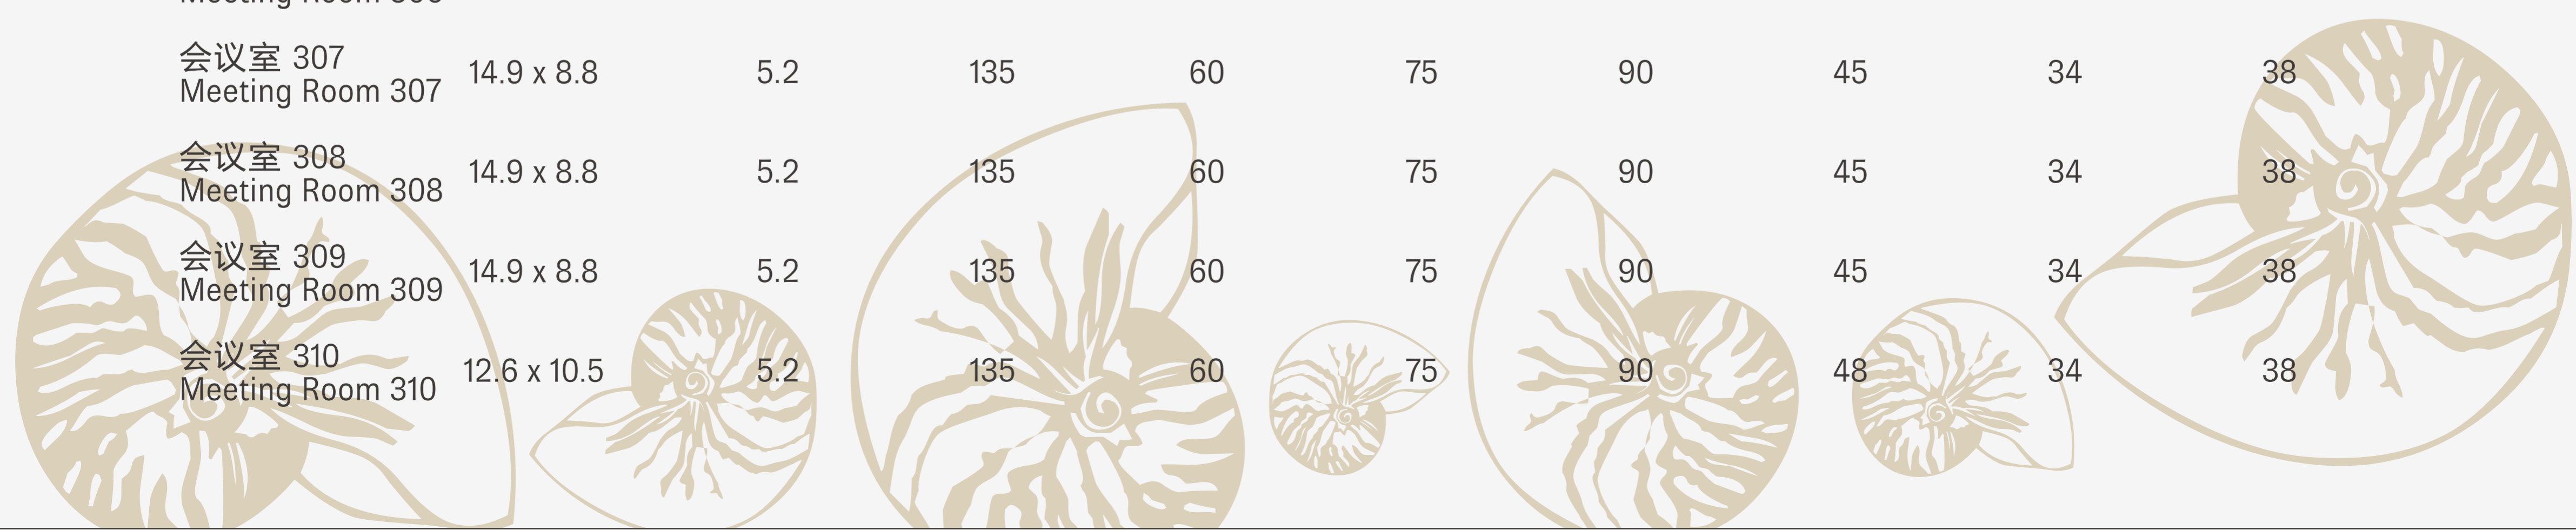 会议室 307
Meeting Room 307 14.9 x 8.8 5.2 135 60 75 90 45 34 38
会议室 308
Meeting Room 308 14.9 x 8.8 5.2 135 60 75 90 45 34 38
会议室 309
Meeting Room 309 14.9 x 8.8 5.2 135 60 75 90 45 34 38
会议室 310
Meeting Room 310 12.6 x 10.5 5.2 135 60 75 90 48 34 38